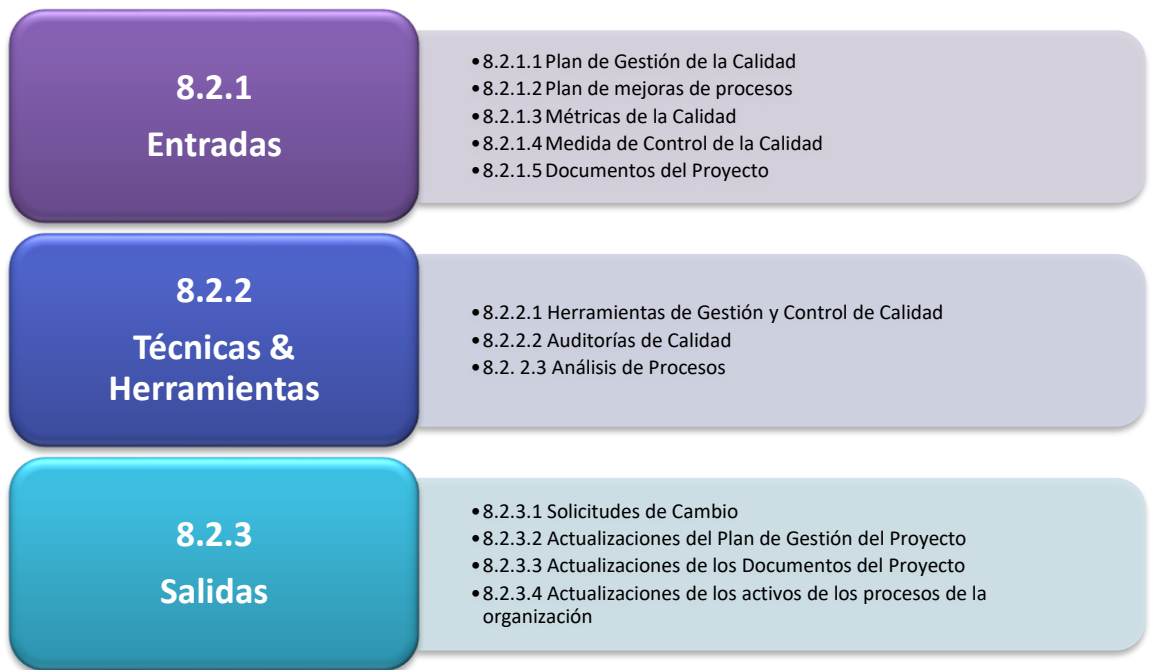 8.2.1
Entradas
•8.2.1.1 Plan de Gestión de la Calidad
•8.2.1.2 Plan de mejoras de procesos
•8.2.1.3 Métricas de la Calidad
•8.2.1.4 Medida de Control de la Calidad
•8.2.1.5 Documentos del Proyecto
8.2.2
Técnicas &
Herramientas
•8.2.2.1 Herramientas de Gestión y Control de Calidad
•8.2.2.2 Auditorías de Calidad
•8.2. 2.3 Análisis de Procesos
8.2.3
Salidas
•8.2.3.1 Solicitudes de Cambio
•8.2.3.2 Actualizaciones del Plan de Gestión del Proyecto
•8.2.3.3 Actualizaciones de los Documentos del Proyecto
•8.2.3.4 Actualizaciones de los activos de los procesos de la
organización